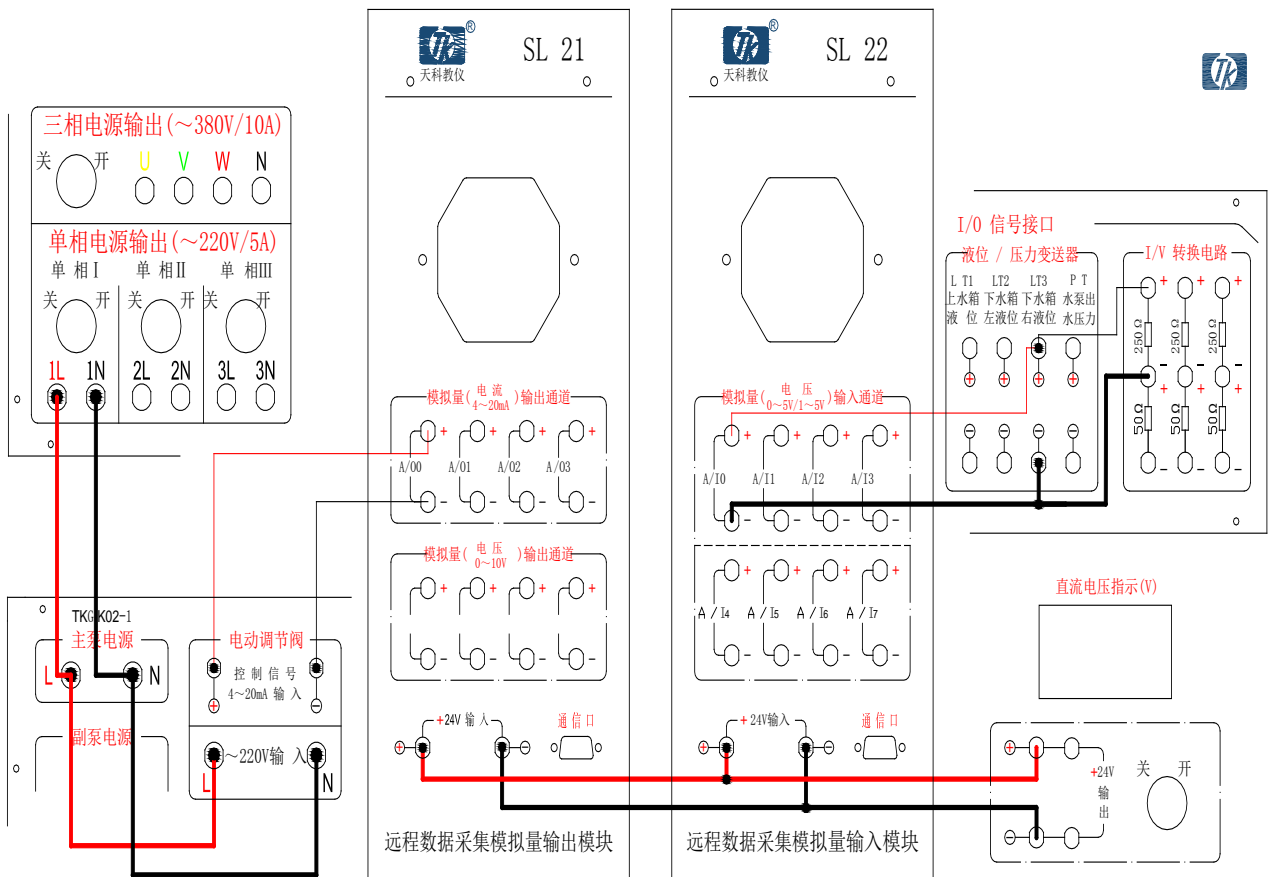 三相电源输出(～380V/10A)
关 开 U V W N
单相电源输出(～220V/5A)
单 相I 单 相II 单 相III
关 开 关 开 关 开
1L 1N 2L 2N 3L 3N
TKGK02-1
主泵电源
L N
副泵电源
电动调节阀
控 制 信 号
4～20mA 输 入
+ −
～220V输 入
L N
TK ®
天科教仪
SL 21
模拟量(电 流 4～20mA)输出通道
+ + + +
A/O0 A/O1 A/O2 A/O3
− − − −
模拟量(电 压 0～10V)输出通道
+ + + +
− − − −
+24V 输 入
+ −
通 信 口
远程数据采集模拟量输出模块
TK ®
天科教仪
SL 22
模拟量(电 压 0～5V/1～5V)输入通道
+ + + +
A/I0 A/I1 A/I2 A/I3
− − − −
+ + + +
A/I4 A/I5 A/I6 A/I7
− − − −
+24V输入
+ −
通 信 口
远程数据采集模拟量输入模块
TK
I/O 信号接口
液位 / 压力变送器
L T1 LT2 LT3 P T
上水箱 下水箱 下水箱 水泵出
液 位 左液位 右液位 水压力
+ + + +
− − − −
I/V 转换电路
+ + +
250Ω 250Ω 250Ω
− − −
+ + +
50Ω 50Ω 50Ω
− − −
直流电压指示(V)
+
−
+24V
输
出
关 开